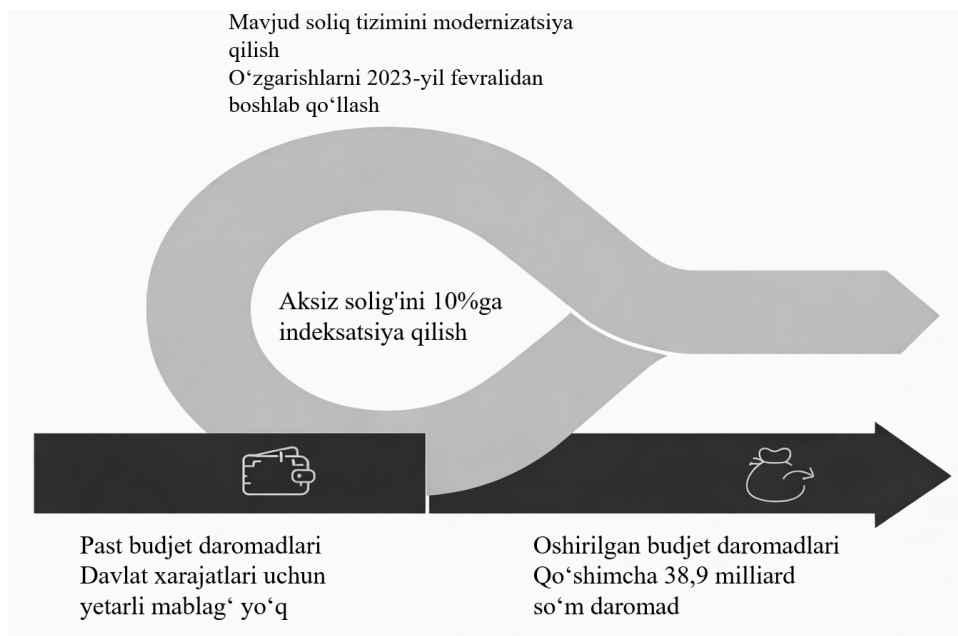 Mavjud soliq tizimini modernizatsiya
qilish
O‘zgarishlarni 2023-yil fevralidan
boshlab qo‘llash
Aksiz solig'ini 10%ga
indeksatsiya qilish
Past budjet daromadlari
Davlat xarajatlari uchun
yetarli mablag‘ yo‘q
Oshirilgan budjet daromadlari
Qo‘shimcha 38,9 milliard
so‘m daromad